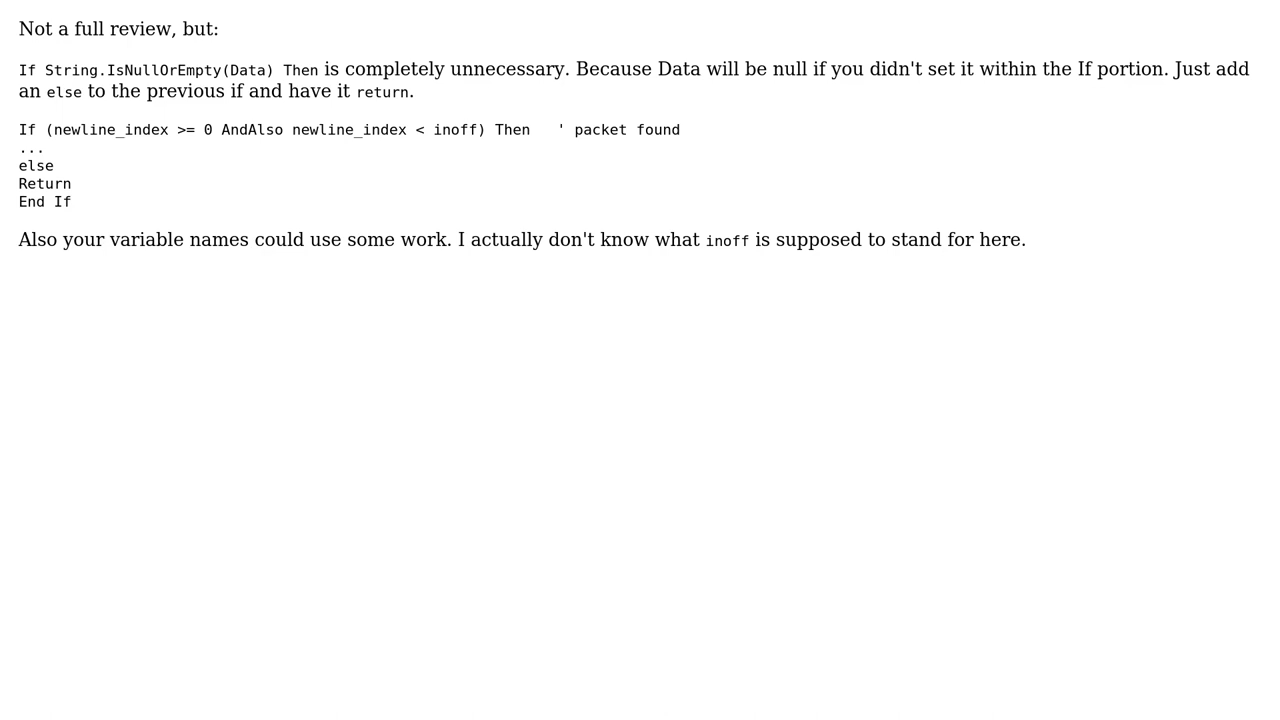 Not a full review, but:
If String.IsNullOrEmpty(Data) Then is completely unnecessary. Because Data will be null if you didn't set it within the If portion. Just add
an else to the previous if and have it return.
If (newline_index >= 0 AndAlso newline_index < inoff) Then   ' packet found
...
else
Return
End If
Also your variable names could use some work. I actually don't know what inoff is supposed to stand for here.